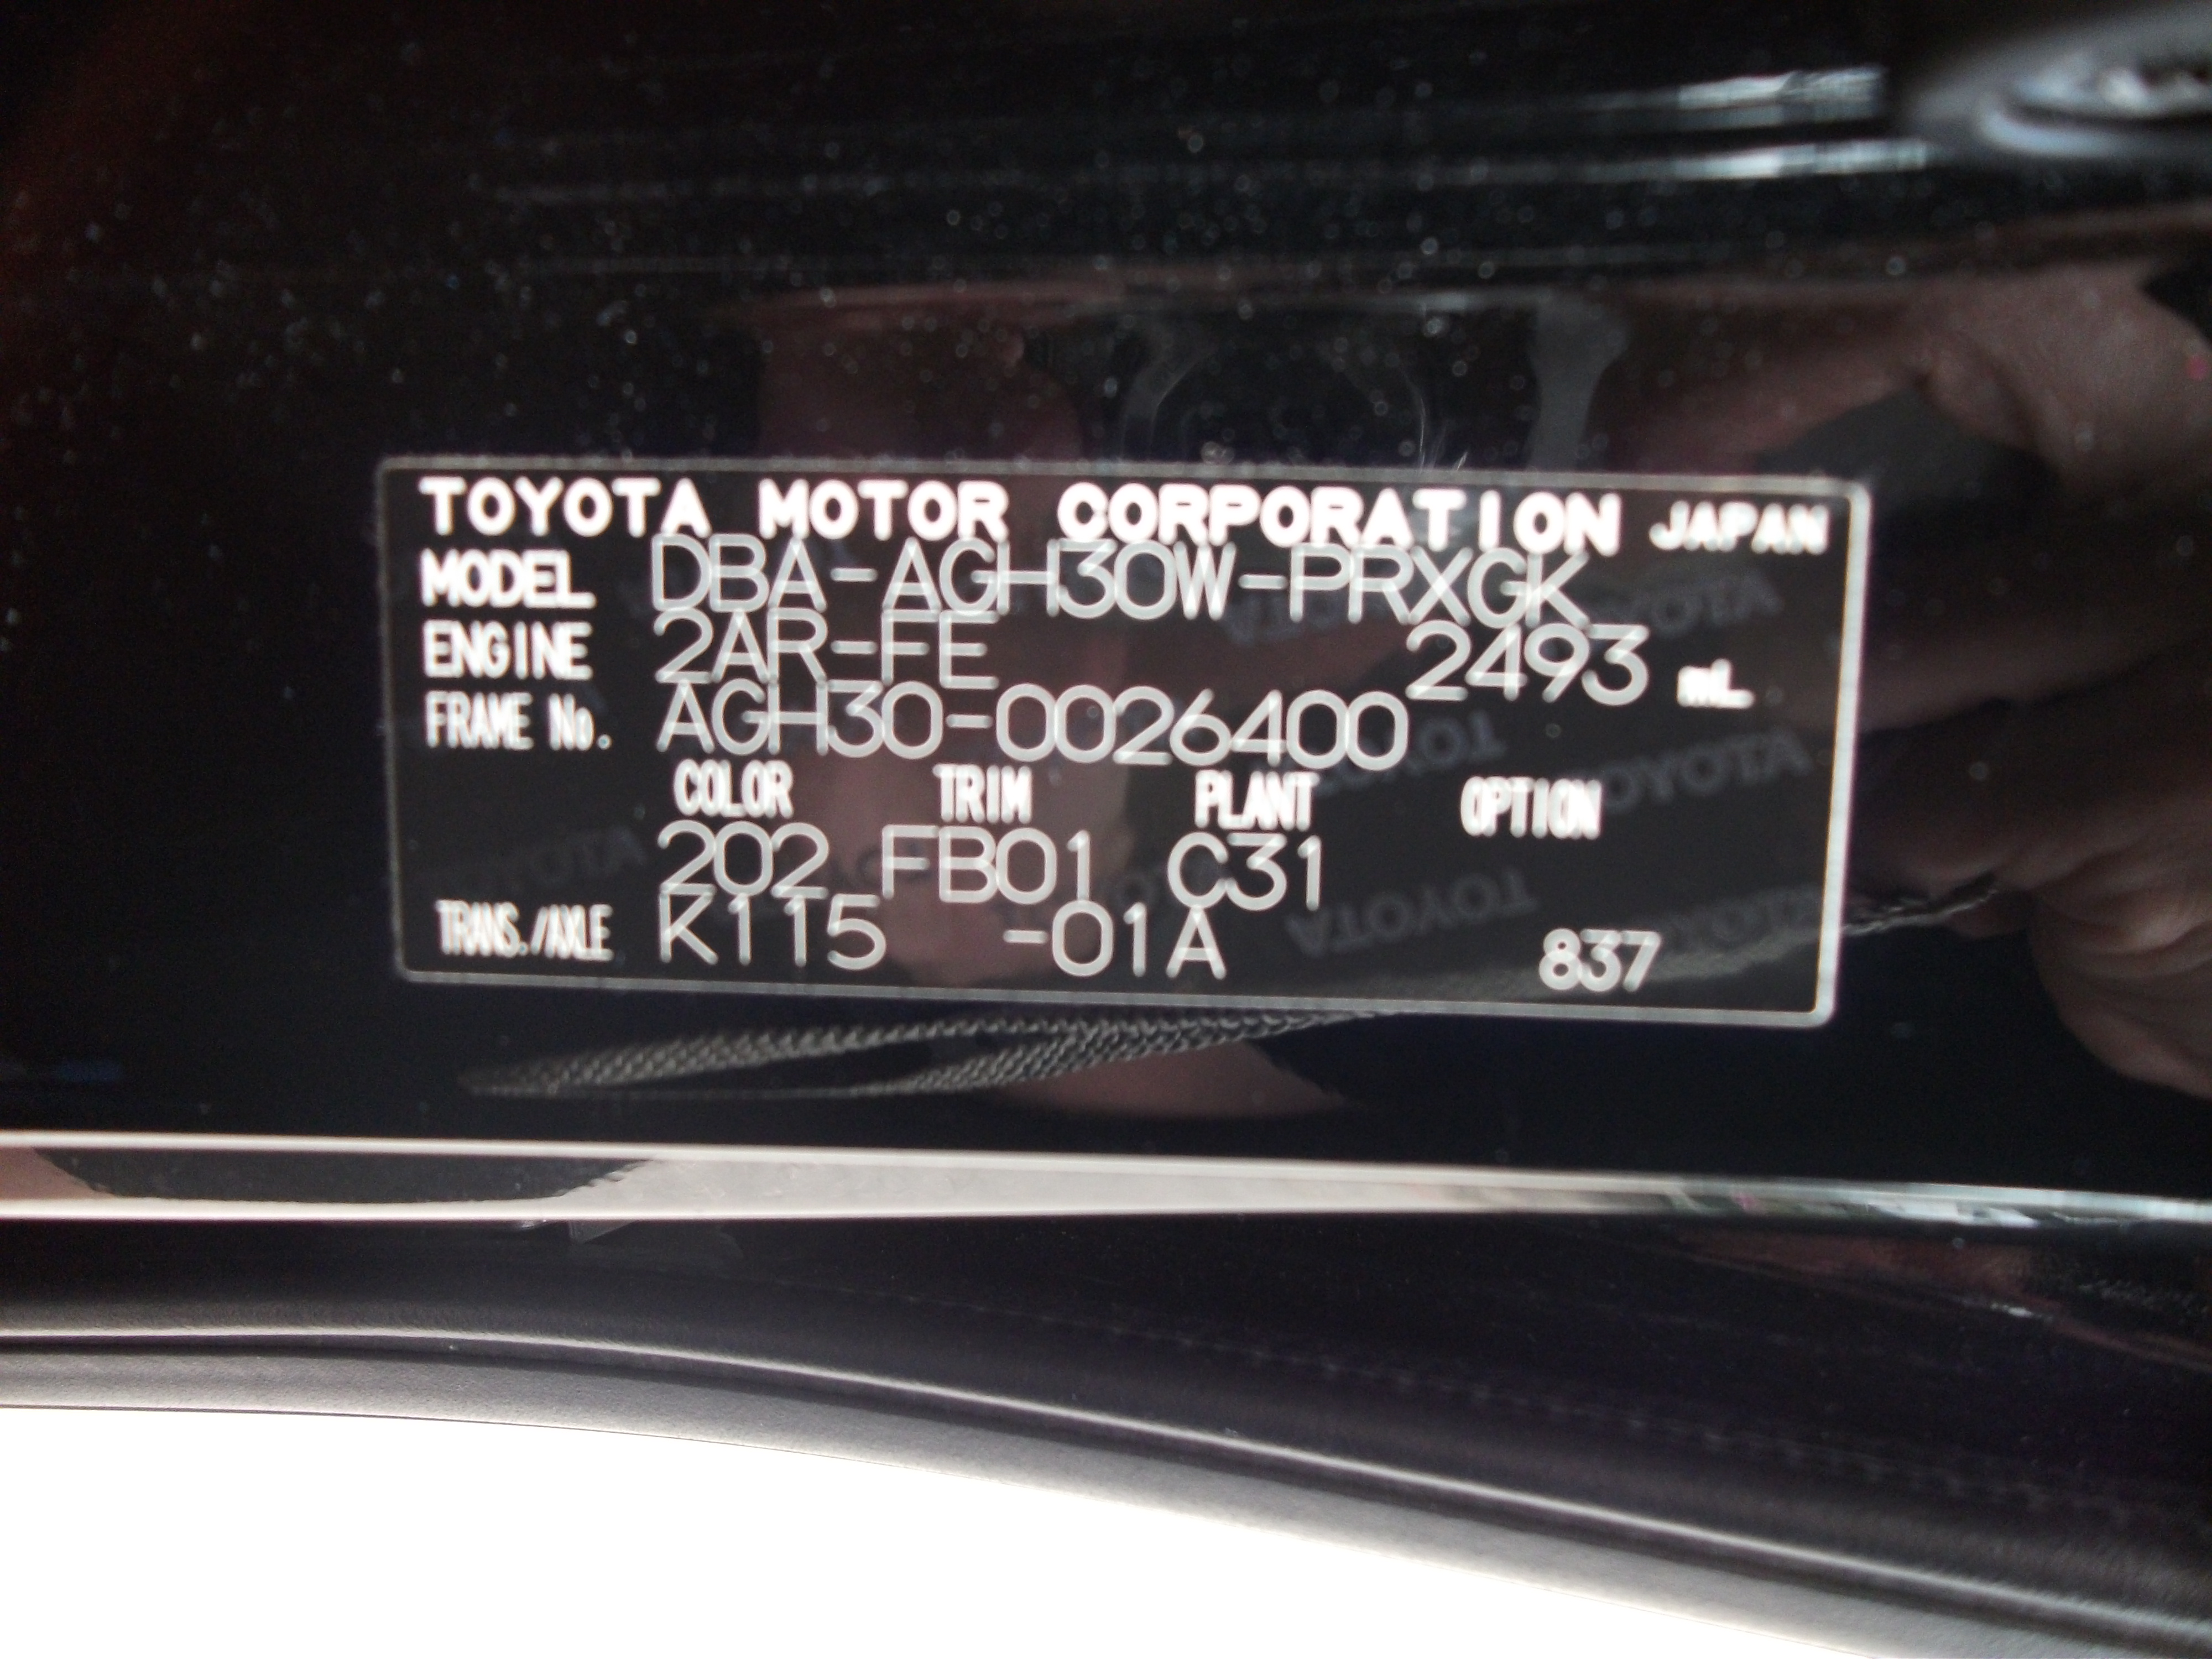 TOYOTA MOTOR CORPORATION JAPAN
MODEL DBA-AGH30W-PRXGK
ENGINE 2AR-FE 2493 mL
FRAME No. AGH30-0026400
COLOR TRIM PLANT OPTION
202 FB01 C31
TRANS./AXLE K115 -01A 837